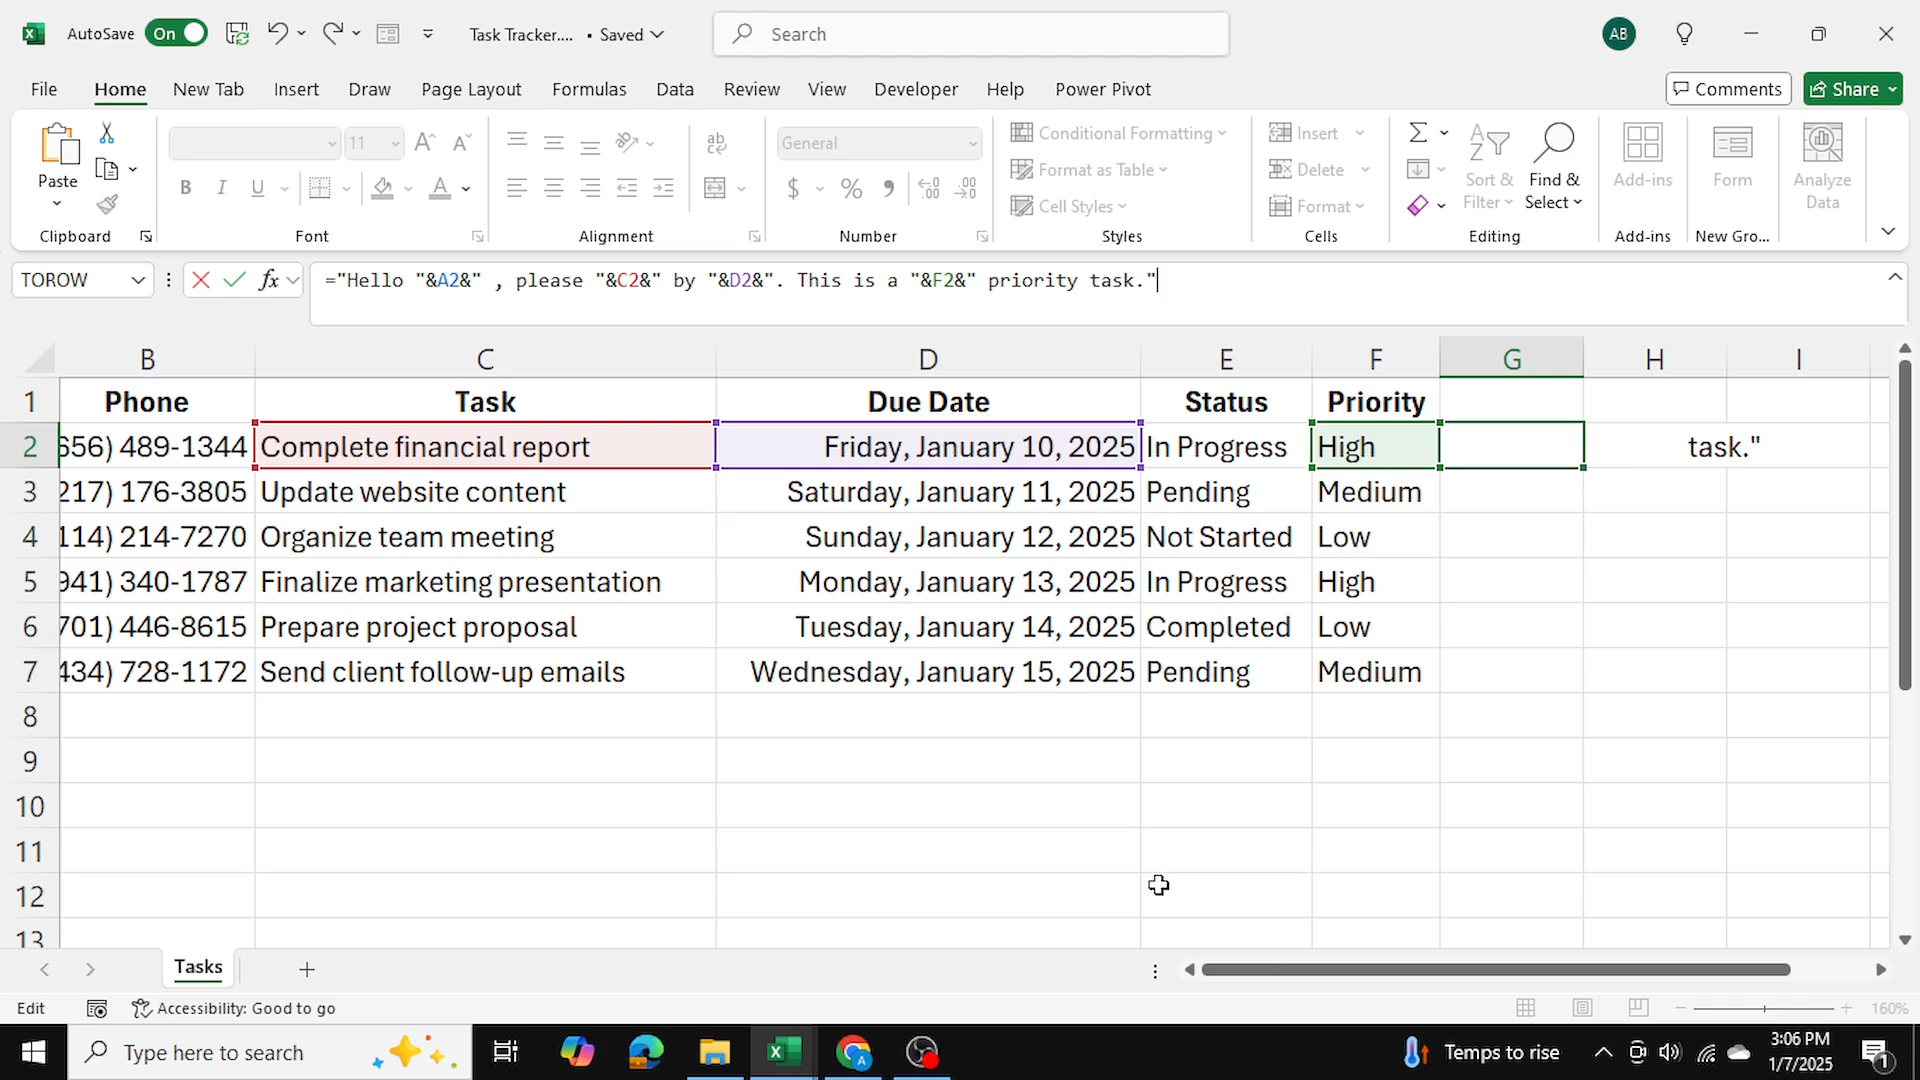 AutoSave On Task Tracker.... • Saved Search AB
File Home New Tab Insert Draw Page Layout Formulas Data Review View Developer Help Power Pivot Comments Share
Paste 11 General Conditional Formatting Format as Table Cell Styles Insert Delete Format Sort & Filter Find & Select Add-ins Form Analyze Data
Clipboard Font Alignment Number Styles Cells Editing Add-ins New Gro...
TOROW fx ="Hello "&A2&" , please "&C2&" by "&D2&". This is a "&F2&" priority task."
B C D E F G H I
1 Phone Task Due Date Status Priority
2 656) 489-1344 Complete financial report Friday, January 10, 2025 In Progress High task."
3 217) 176-3805 Update website content Saturday, January 11, 2025 Pending Medium
4 114) 214-7270 Organize team meeting Sunday, January 12, 2025 Not Started Low
5 941) 340-1787 Finalize marketing presentation Monday, January 13, 2025 In Progress High
6 701) 446-8615 Prepare project proposal Tuesday, January 14, 2025 Completed Low
7 434) 728-1172 Send client follow-up emails Wednesday, January 15, 2025 Pending Medium
8
9
10
11
12
13
Tasks
Edit Accessibility: Good to go 160%
Type here to search Temps to rise 3:06 PM
1/7/2025 1